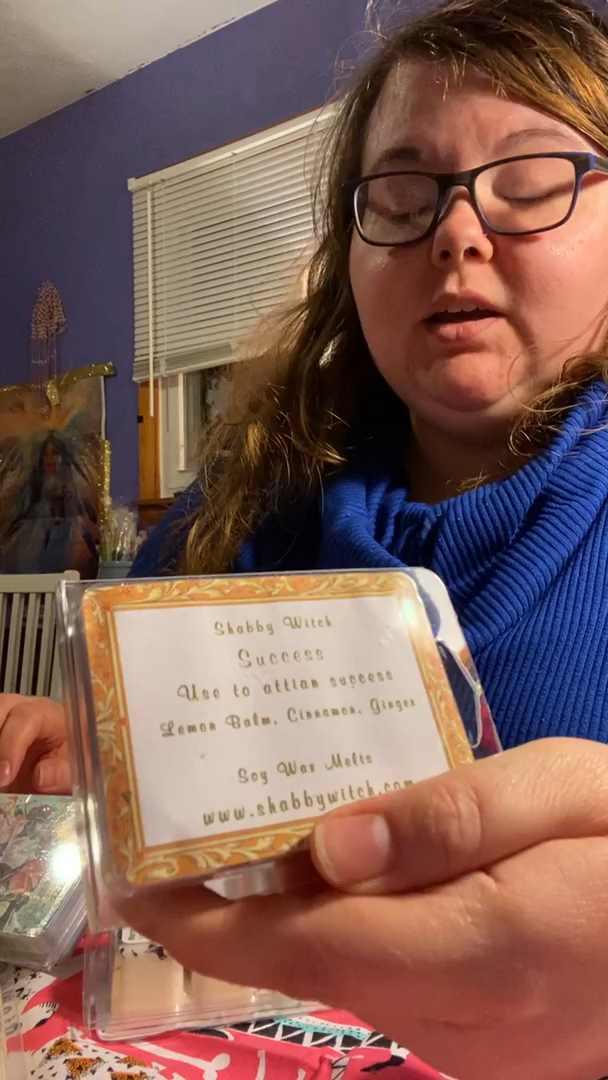 Shabby Witch
Success
Use to attian success
Lemon Balm, Cinnamon, Ginger
Soy Wax Melts
www.shabbywitch.com